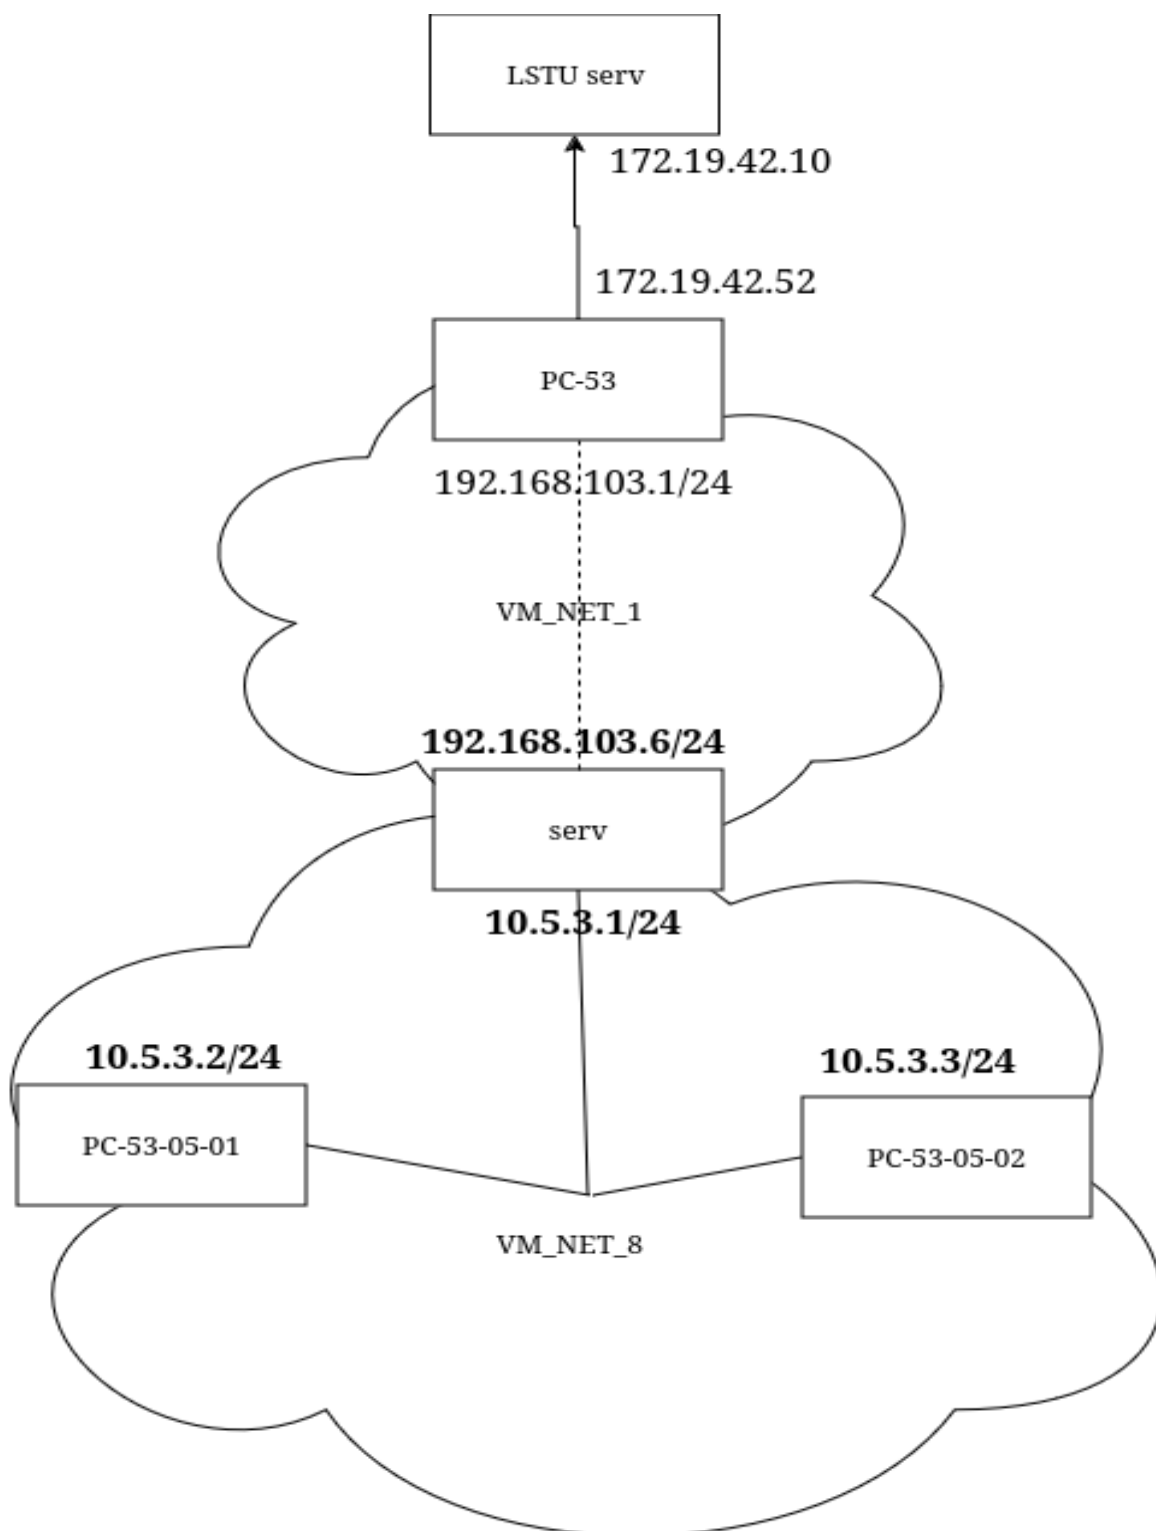 LSTU serv
172.19.42.10
172.19.42.52
PC-53
192.168.103.1/24
VM_NET_1
192.168.103.6/24
serv
10.5.3.1/24
10.5.3.2/24
10.5.3.3/24
PC-53-05-01
PC-53-05-02
VM_NET_8